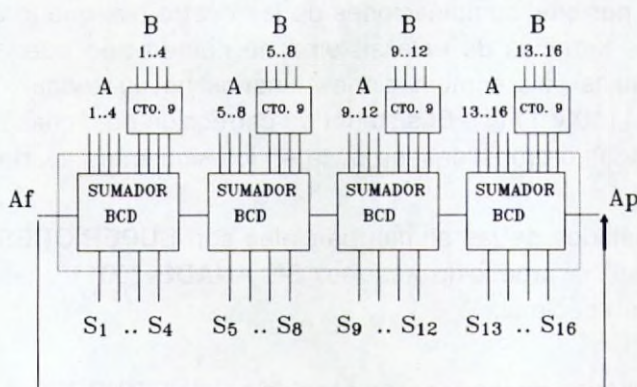 B B B B
1..4 5..8 9..12 13..16
A CTO. 9 A CTO. 9 A CTO. 9 A CTO. 9
1..4 5..8 9..12 13..16
Af SUMADOR BCD SUMADOR BCD SUMADOR BCD SUMADOR BCD Ap
S1 .. S4 S5 .. S8 S9 .. S12 S13 .. S16